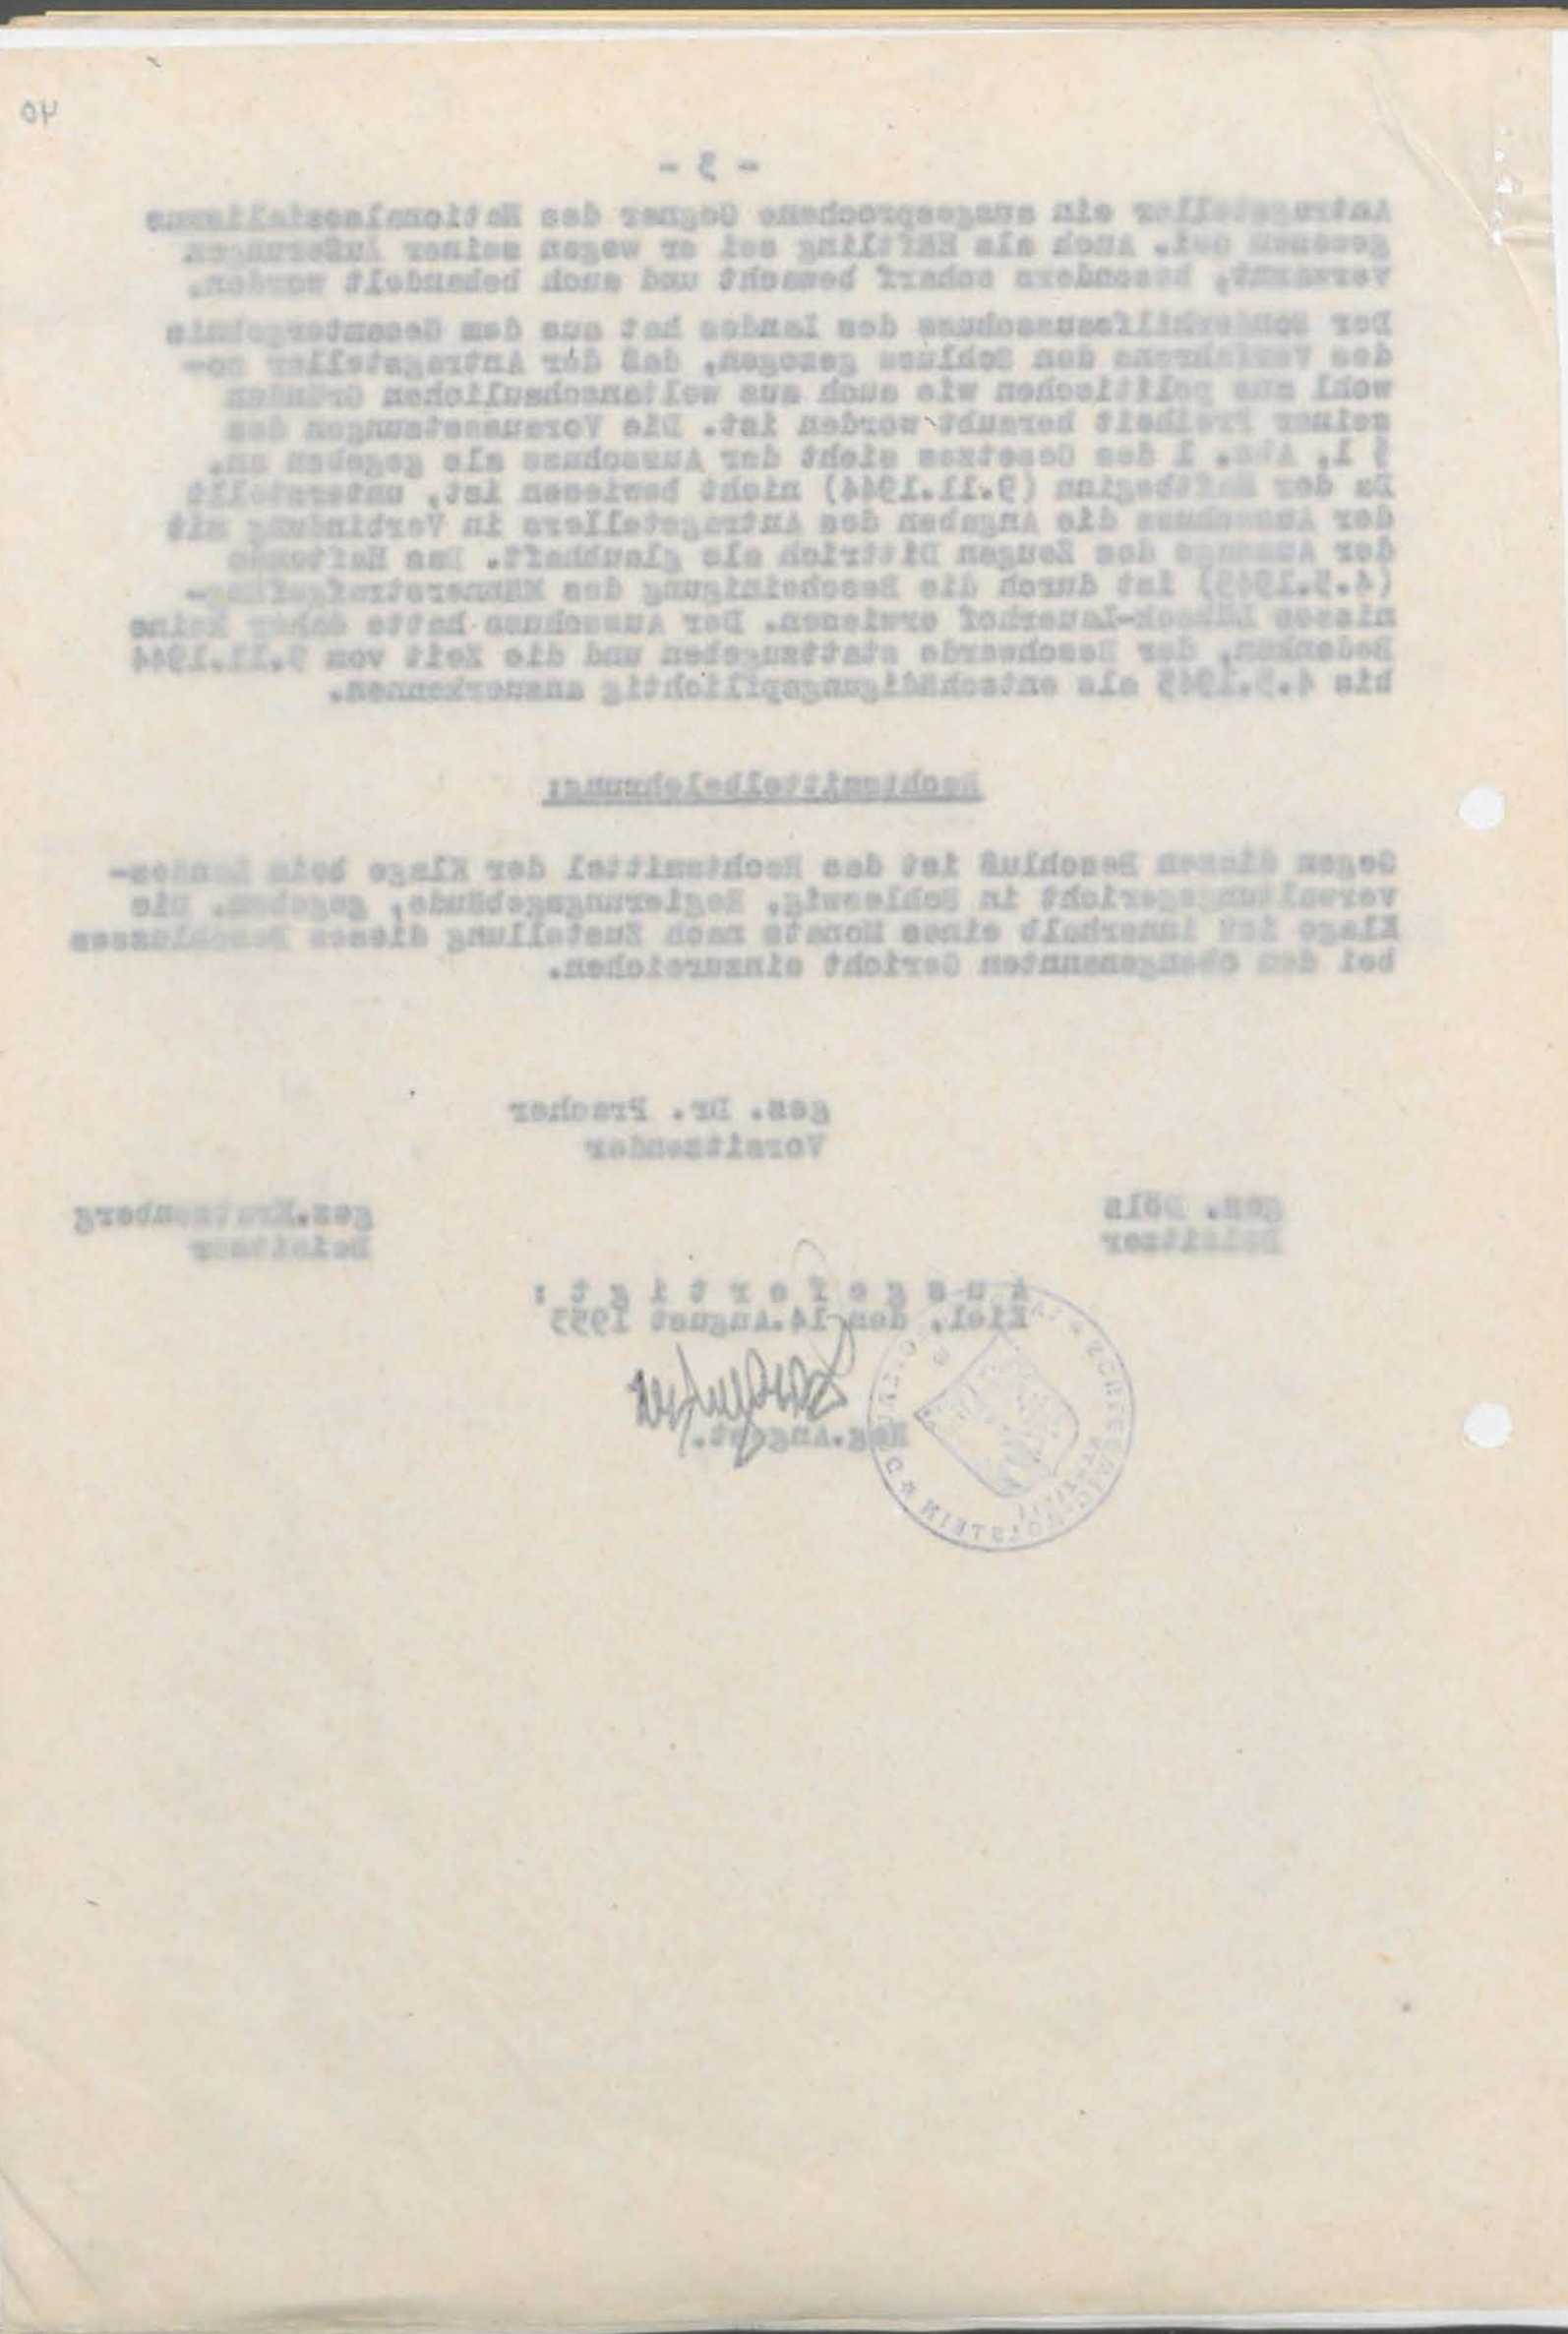 40
- 3 -
Antragsteller ein ausgesprochene Gegner des Nationalsozialismus
gewesen sei. Auch als Häftling sei er wegen seiner Äußerungen
verwarnt, besonders scharf bewacht und auch behandelt worden.
Der Sonderhilfsausschuss des Landes hat aus dem Gesamtergebnis
des Verfahrens den Schluss gezogen, daß der Antragsteller so-
wohl aus politischen wie auch aus weltanschaulichen Gründen
seiner Freiheit beraubt worden ist. Die Voraussetzungen des
§ 1, Abs. 1 des Gesetzes sieht der Ausschuss als gegeben an.
Da der Haftbeginn (9.11.1944) nicht bewiesen ist, unterstellt
der Ausschuss die Angaben des Antragstellers in Verbindung mit
der Aussage des Zeugen Dittrich als glaubhaft. Das Haftende
(4.5.1945) ist durch die Bescheinigung des Männerstrafgefäng-
nisses Lübeck-Lauerhof erwiesen. Der Ausschuss hatte daher keine
Bedenken, der Beschwerde stattzugeben und die Zeit vom 9.11.1944
bis 4.5.1945 als entschädigungspflichtig anzuerkennen.
Rechtsmittelbelehrung:
Gegen diesen Beschluß ist das Rechtsmittel der Klage beim Landes-
verwaltungsgericht in Schleswig, Regierungsgebäude, gegeben. Die
Klage ist innerhalb eines Monats nach Zustellung dieses Beschlusses
bei dem obengenannten Gericht einzureichen.
gez. Dr. Pracher
Vorsitzender
gez. Döls gez.Kratzenberg
Beisitzer Beisitzer
A u s g e f e r t i g t :
Kiel, den 14.August 1953
Reg.Angest.
SCHLESWIG-HOLSTEIN